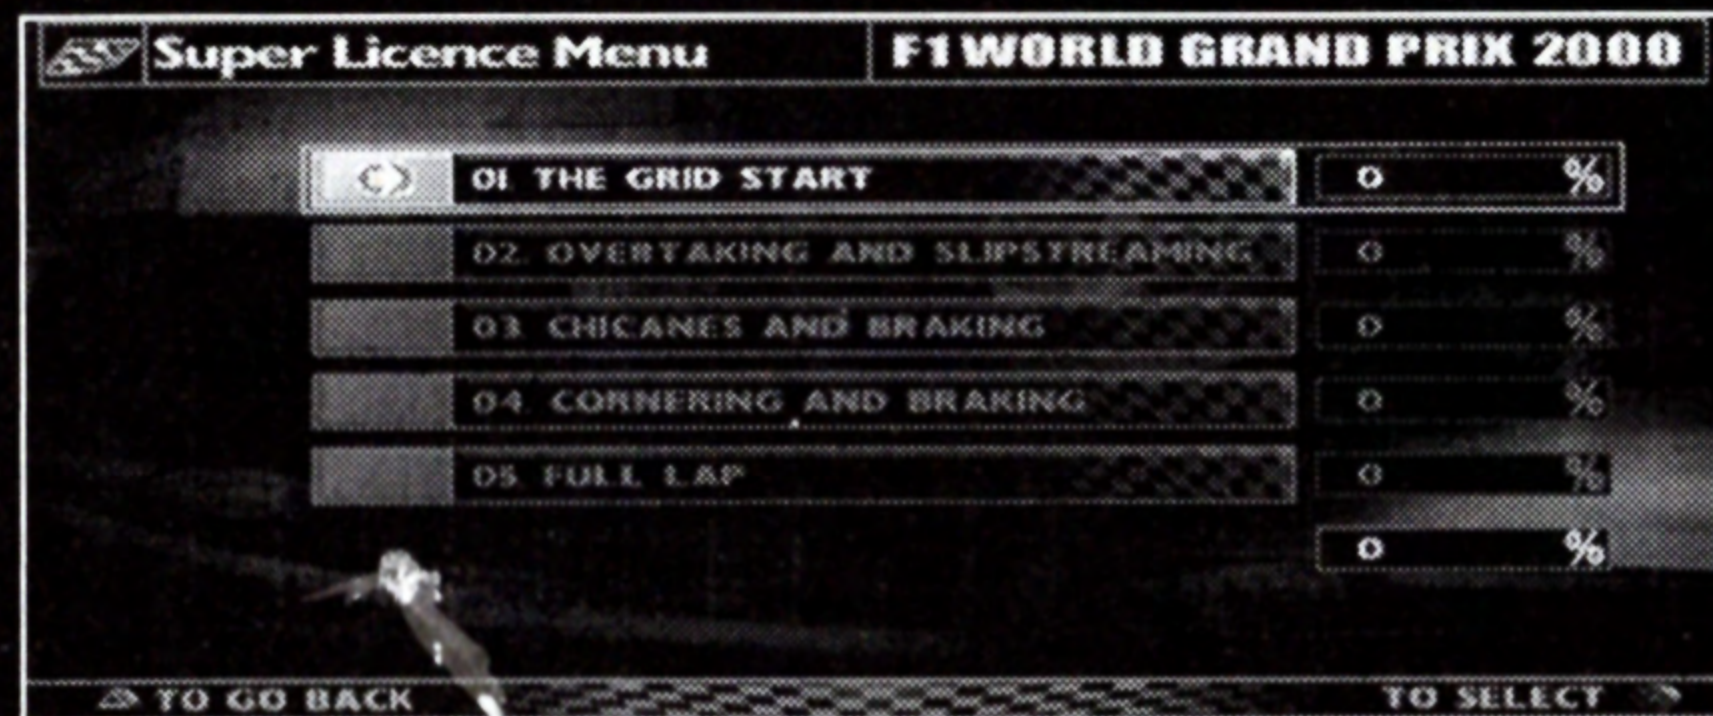 Super Licence Menu F1 WORLD GRAND PRIX 2000
01. THE GRID START 0 %
02. OVERTAKING AND SLIPSTREAMING 0 %
03. CHICANES AND BRAKING 0 %
04. CORNERING AND BRAKING 0 %
05. FULL LAP 0 %
0 %
TO GO BACK TO SELECT